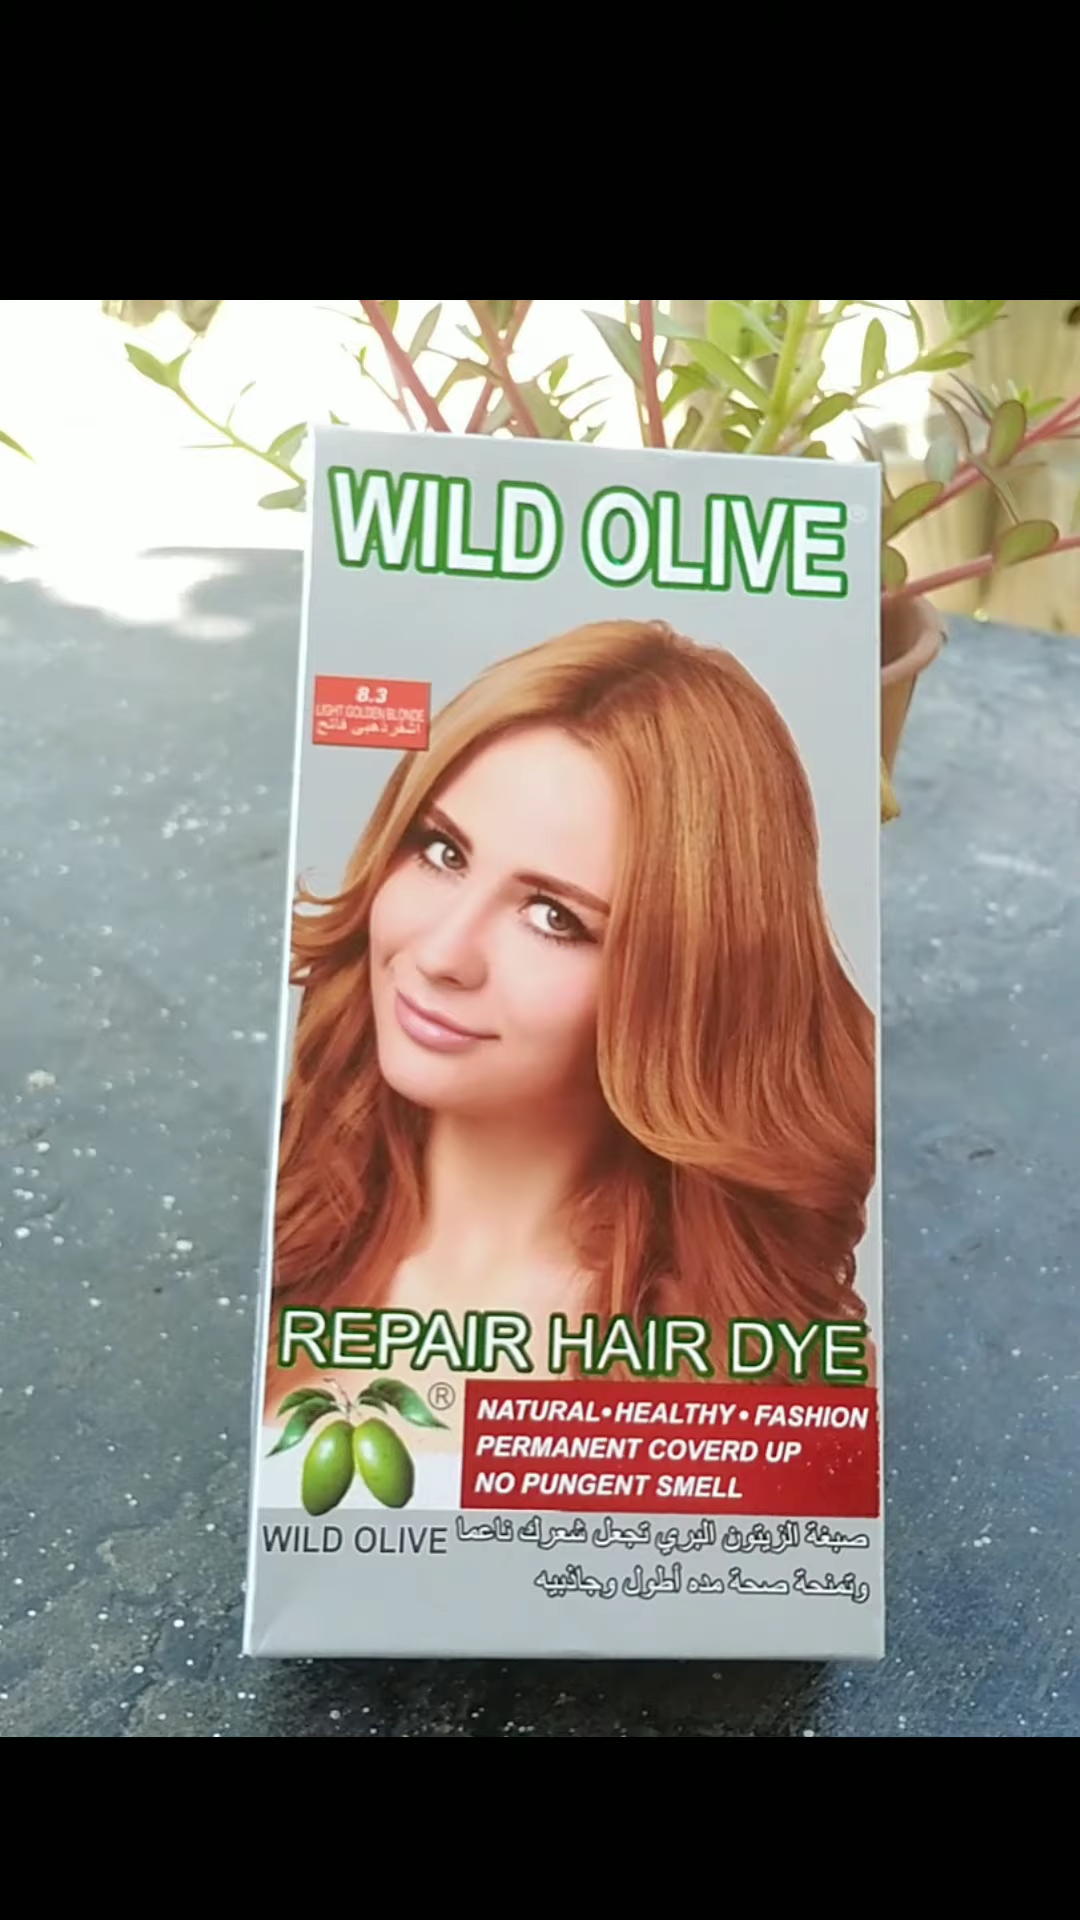 WILD OLIVE
8.3
LIGHT GOLDEN BLONDE
اشقر ذهبي فاتح
REPAIR HAIR DYE
®
NATURAL•HEALTHY•FASHION
PERMANENT COVERD UP
NO PUNGENT SMELL
WILD OLIVE
صبغة الزيتون البري تجعل شعرك ناعما
وتمنحة صحة مده أطول وجاذبيه